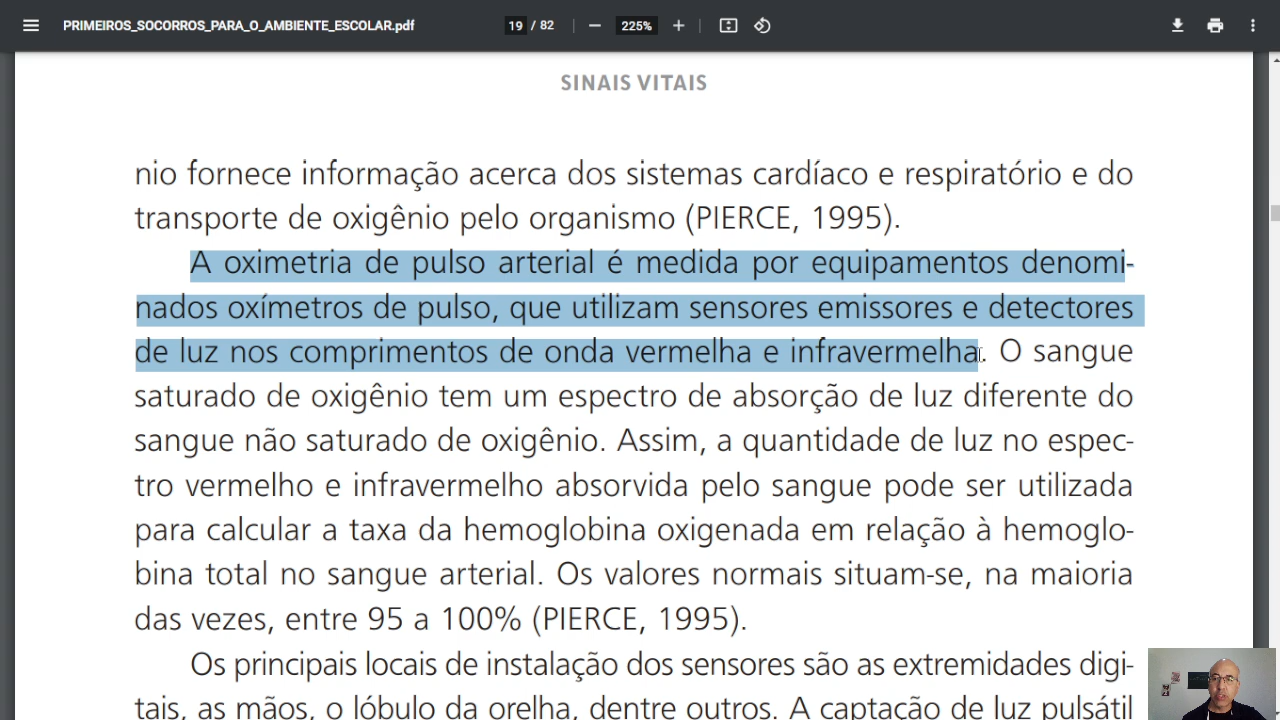 PRIMEIROS_SOCORROS_PARA_O_AMBIENTE_ESCOLAR.pdf
19 / 82
225%
SINAIS VITAIS
nio fornece informação acerca dos sistemas cardíaco e respiratório e do
transporte de oxigênio pelo organismo (PIERCE, 1995).
A oximetria de pulso arterial é medida por equipamentos denomi-
nados oxímetros de pulso, que utilizam sensores emissores e detectores
de luz nos comprimentos de onda vermelha e infravermelha. O sangue
saturado de oxigênio tem um espectro de absorção de luz diferente do
sangue não saturado de oxigênio. Assim, a quantidade de luz no espec-
tro vermelho e infravermelho absorvida pelo sangue pode ser utilizada
para calcular a taxa da hemoglobina oxigenada em relação à hemoglo-
bina total no sangue arterial. Os valores normais situam-se, na maioria
das vezes, entre 95 a 100% (PIERCE, 1995).
Os principais locais de instalação dos sensores são as extremidades digi-
tais, as mãos, o lóbulo da orelha, dentre outros. A captação de luz pulsátil